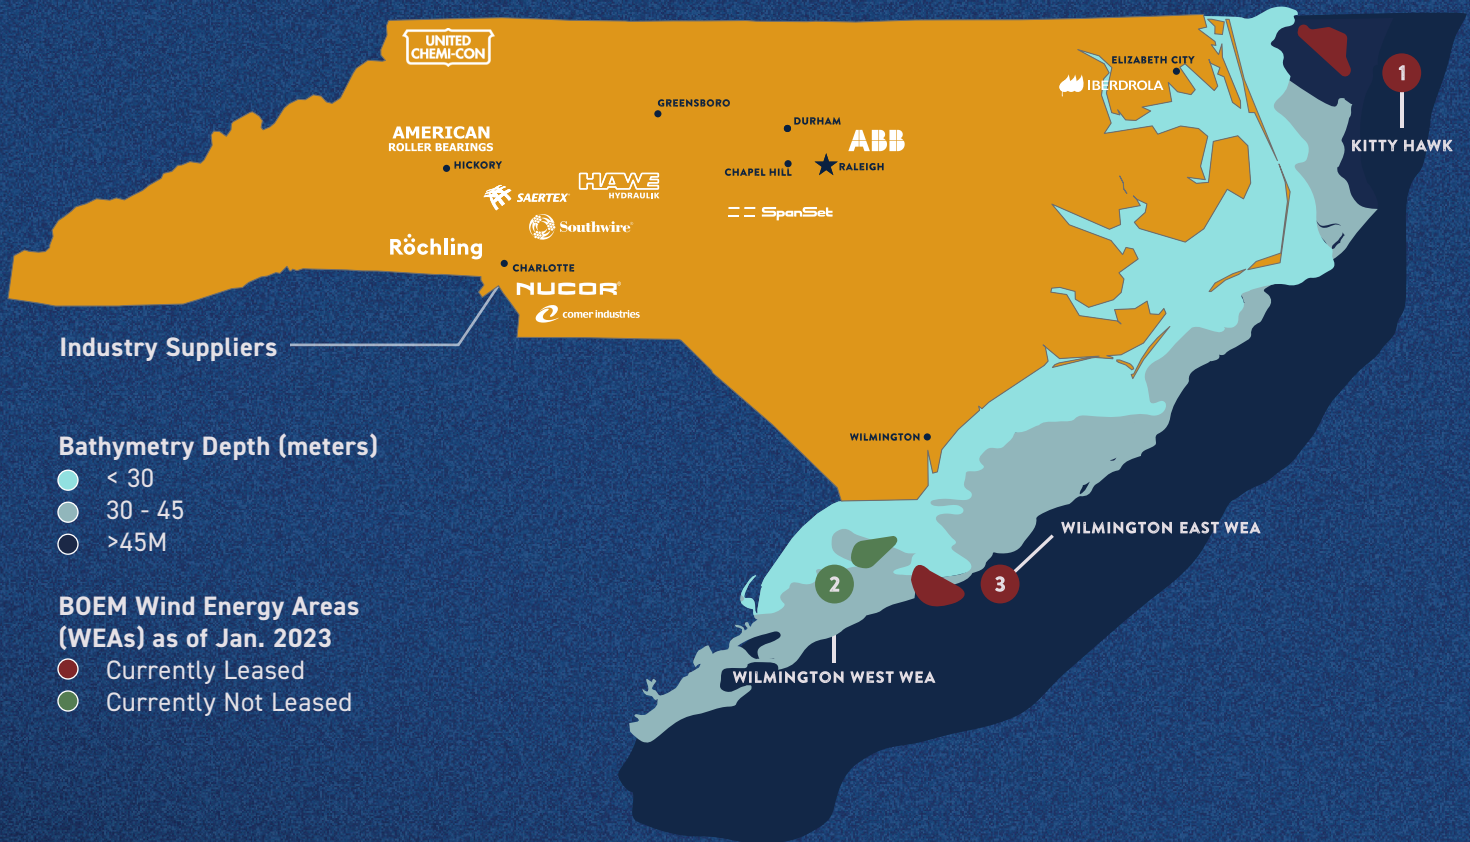 UNITED
CHEMI-CON
ELIZABETH CITY
IBERDROLA
1
KITTY HAWK
GREENSBORO
DURHAM
ABB
AMERICAN
ROLLER BEARINGS
HICKORY
CHAPEL HILL
RALEIGH
HAWE
HYDRAULIK
SAERTEX®
SpanSet
Southwire®
Röchling
CHARLOTTE
NUCOR®
comer industries
Industry Suppliers
WILMINGTON
Bathymetry Depth (meters)
< 30
30 - 45
>45M
WILMINGTON EAST WEA
2
3
BOEM Wind Energy Areas
(WEAs) as of Jan. 2023
Currently Leased
Currently Not Leased
WILMINGTON WEST WEA